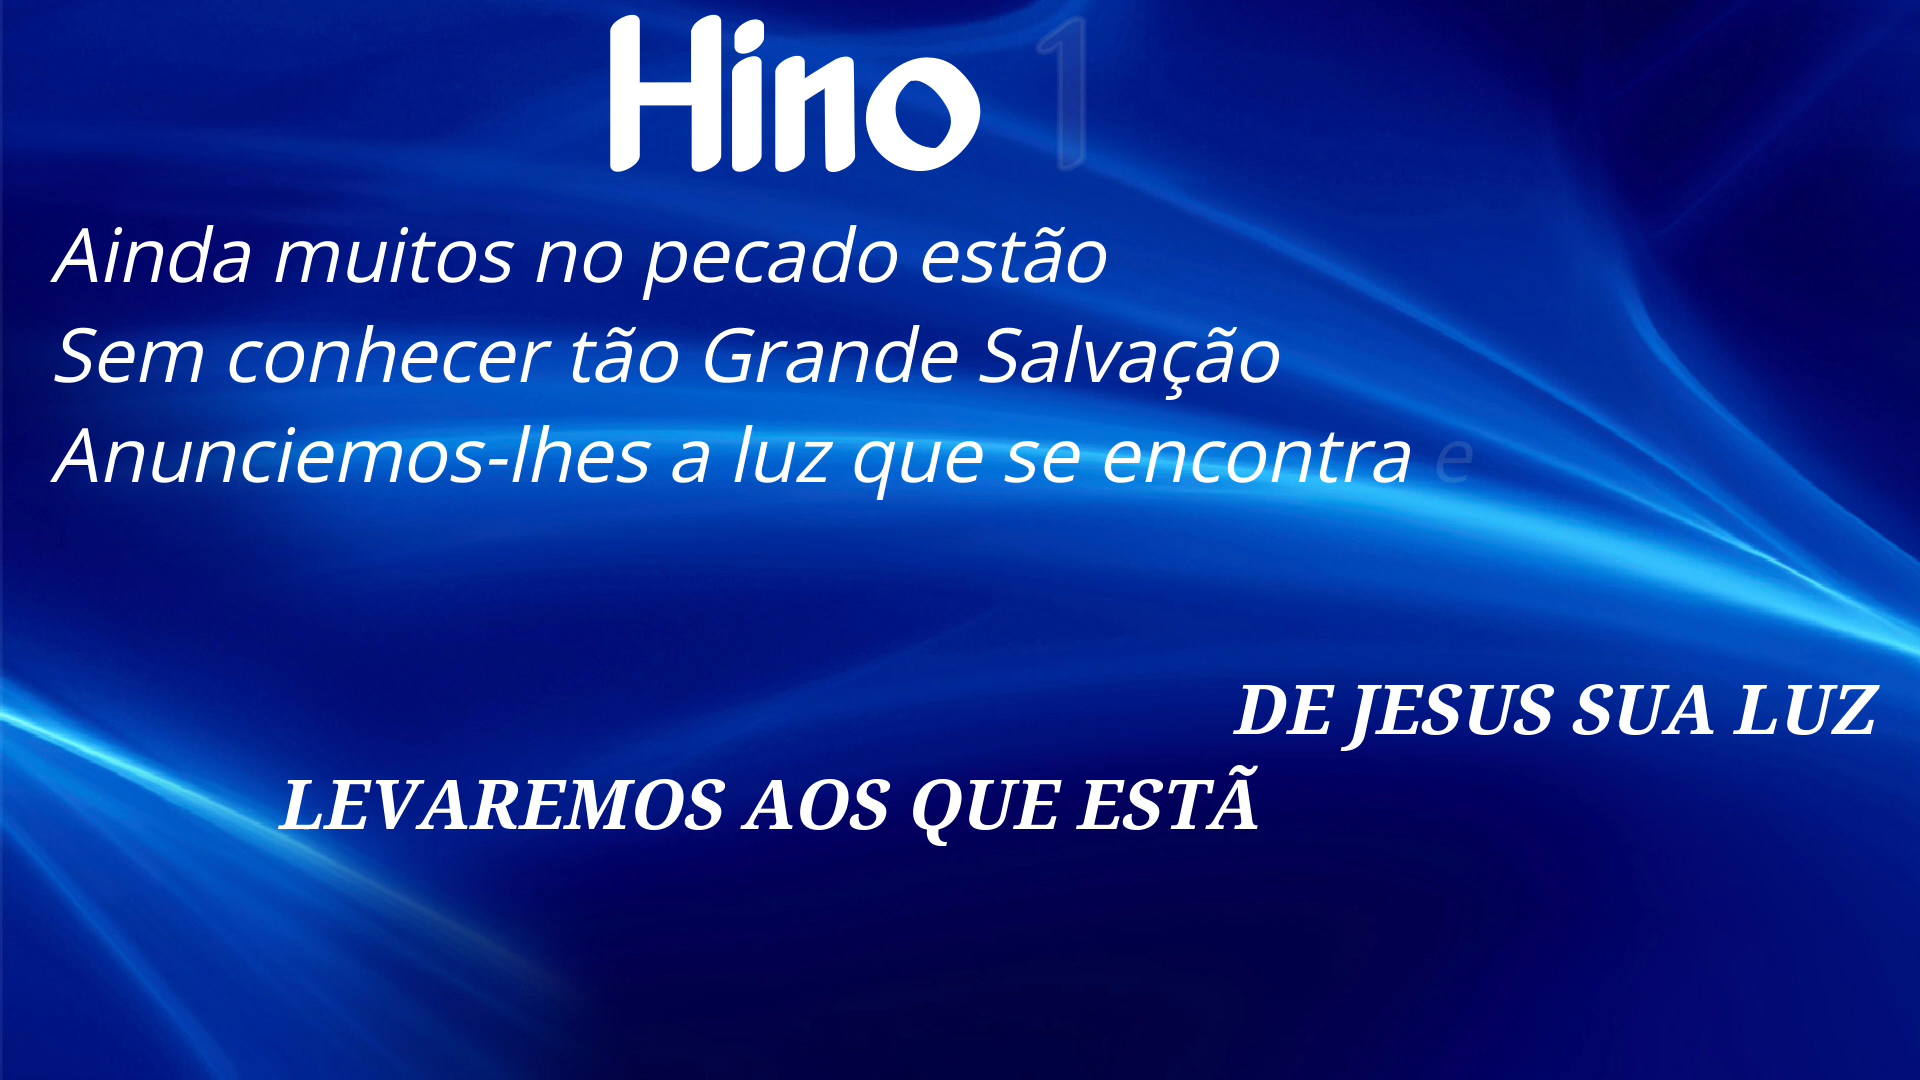 Hino 1
Ainda muitos no pecado estão
Sem conhecer tão Grande Salvação
Anunciemos-lhes a luz que se encontra e
DE JESUS SUA LUZ
LEVAREMOS AOS QUE ESTÃ